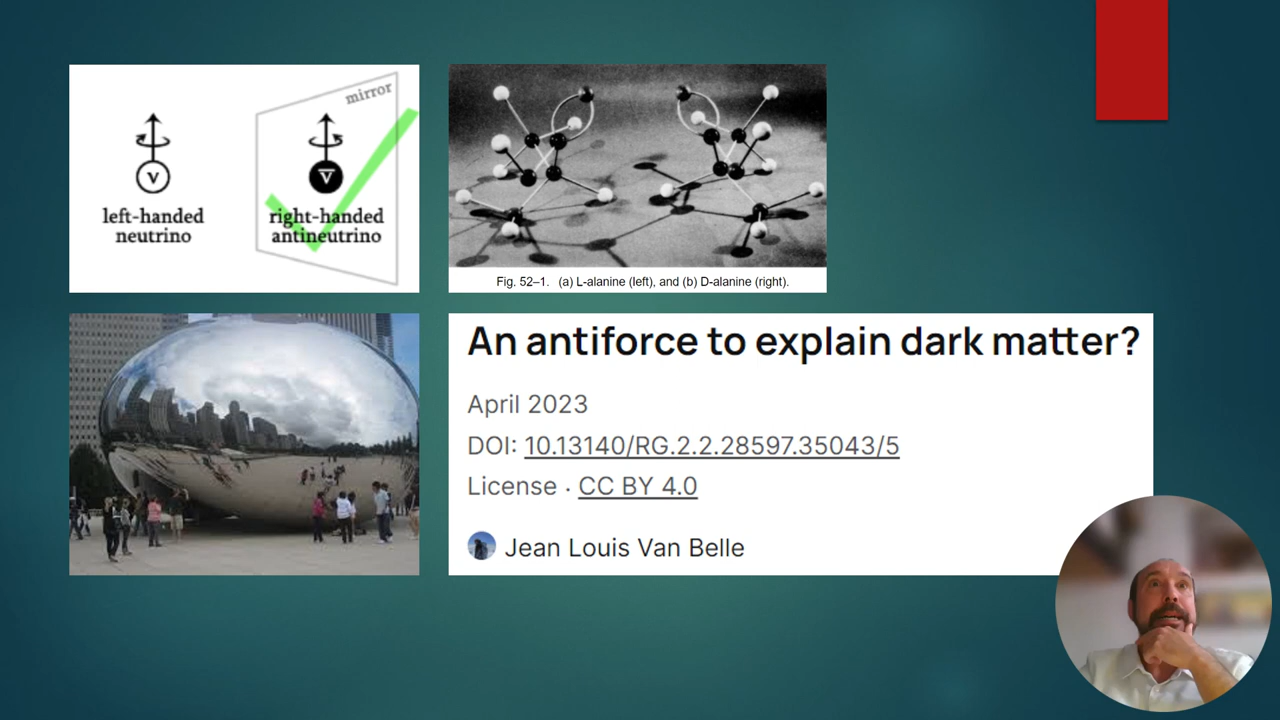 mirror
ν
ν̅
left-handed
neutrino
right-handed
antineutrino
Fig. 52–1. (a) L-alanine (left), and (b) D-alanine (right).
An antiforce to explain dark matter?
April 2023
DOI: 10.13140/RG.2.2.28597.35043/5
License · CC BY 4.0
Jean Louis Van Belle